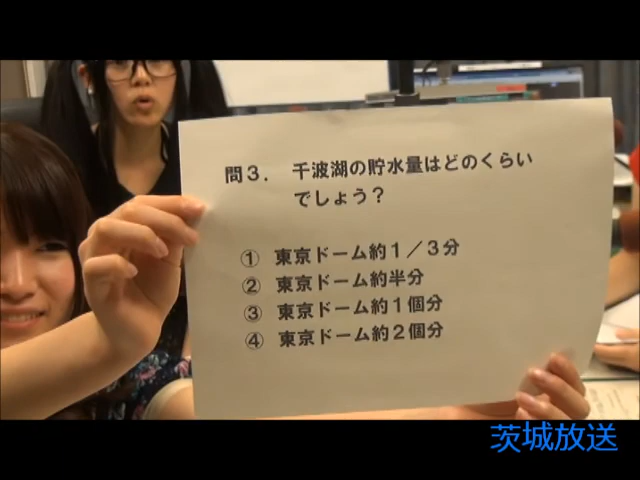 問３． 千波湖の貯水量はどのくらい
でしょう？
① 東京ドーム約１／３分
② 東京ドーム約半分
③ 東京ドーム約１個分
④ 東京ドーム約２個分
茨城放送